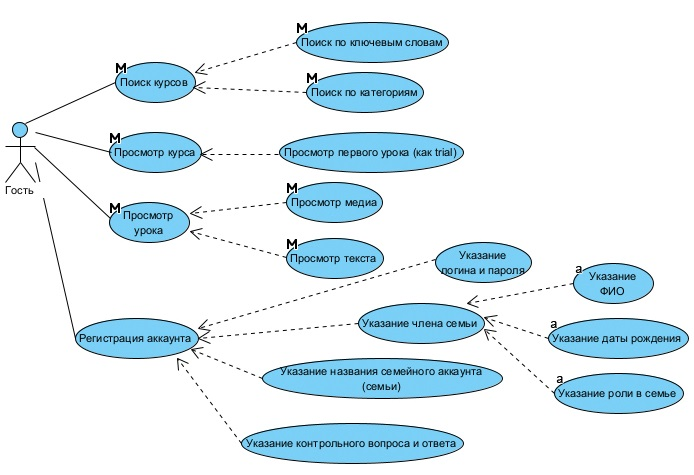 M
Поиск по ключевым словам
M
Поиск курсов
M
Поиск по категориям
M
Просмотр курса
Просмотр первого урока (как trial)
Гость
M
Просмотр
урока
M
Просмотр медиа
M
Просмотр текста
Указание
логина и пароля
a
Указание
ФИО
Регистрация аккаунта
Указание члена семьи
a
Указание даты рождения
Указание названия семейного аккаунта
(семьи)
a
Указание роли в семье
Указание контрольного вопроса и ответа